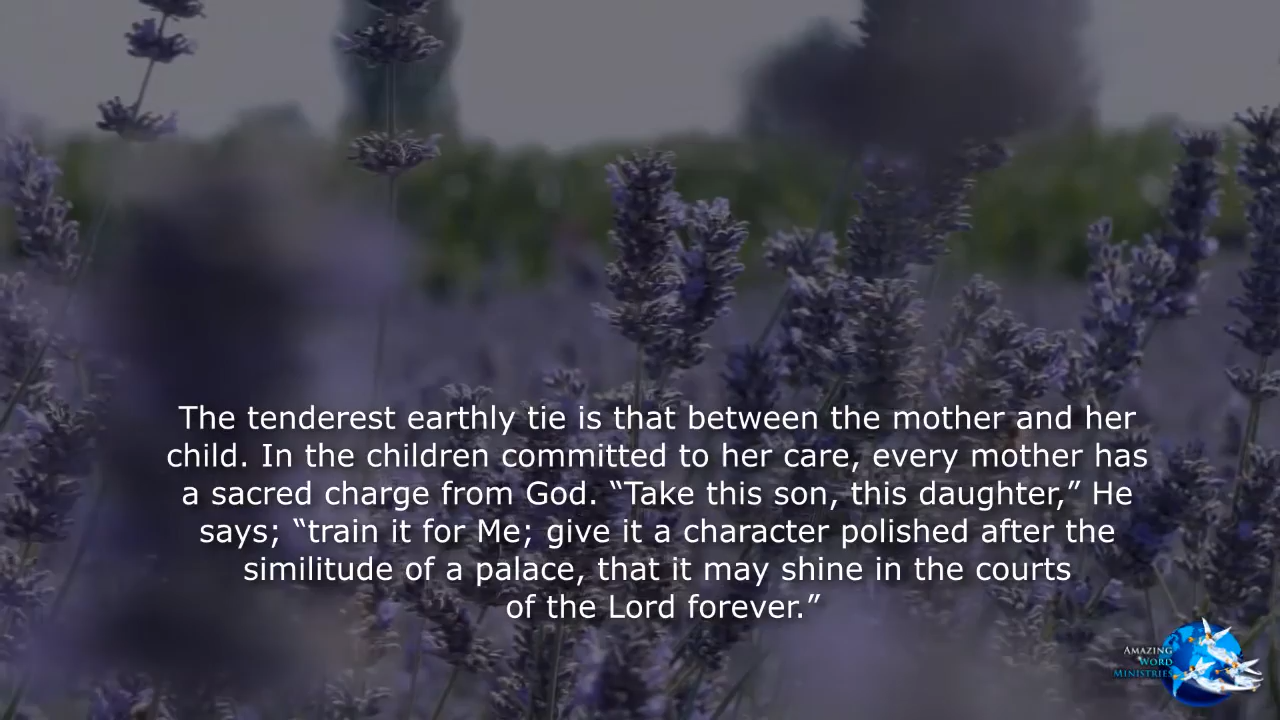 The tenderest earthly tie is that between the mother and her
child. In the children committed to her care, every mother has
a sacred charge from God. “Take this son, this daughter,” He
says; “train it for Me; give it a character polished after the
similitude of a palace, that it may shine in the courts
of the Lord forever.”
AMAZING
WORD
MINISTRIES